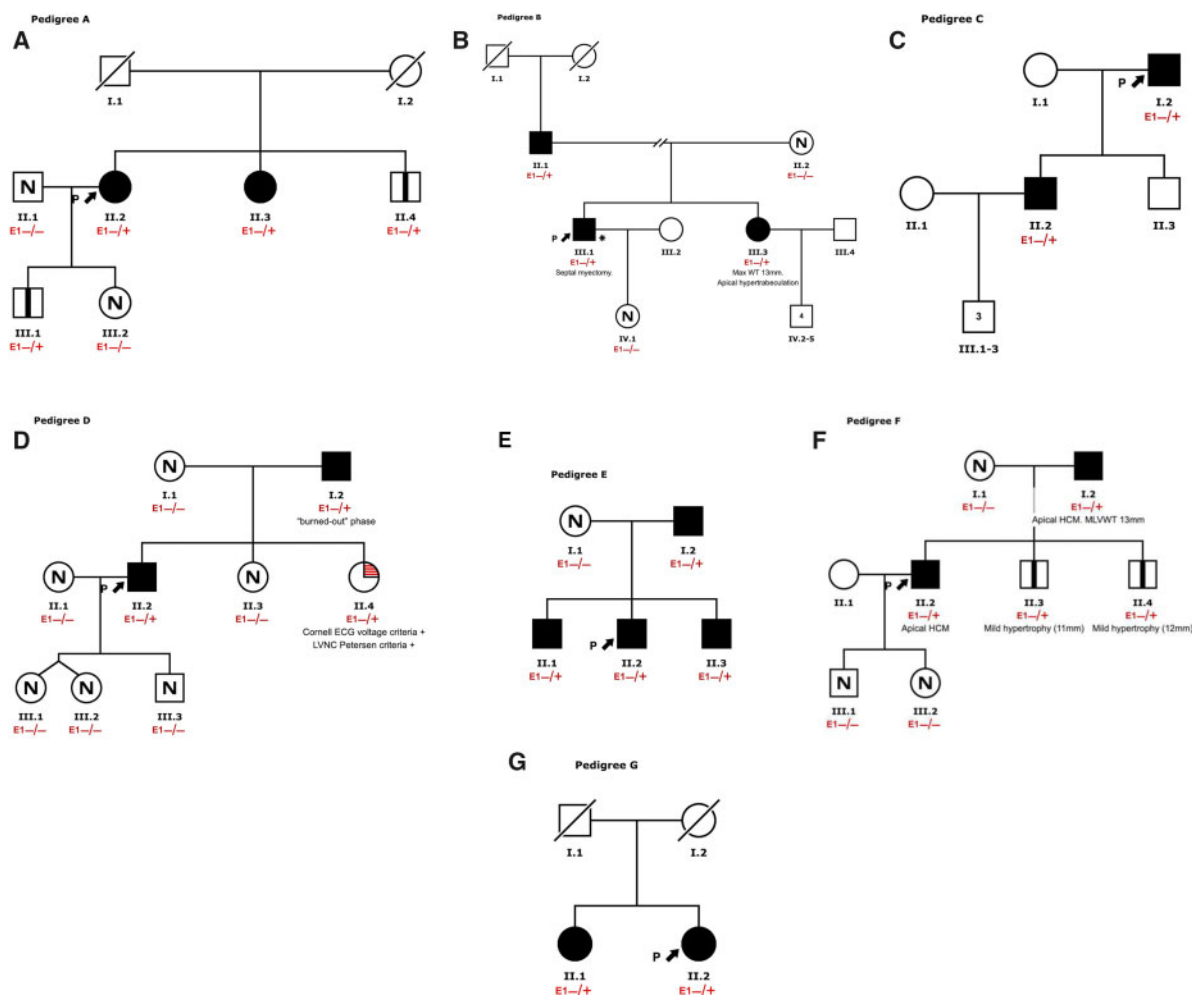 Pedigree A
A
I.1
I.2
N
P
II.1
II.2
II.3
II.4
E1—/—
E1—/+
E1—/+
E1—/+
N
III.1
III.2
E1—/+
E1—/—
Pedigree B
B
I.1
I.2
N
II.1
II.2
E1—/+
E1—/—
P
*
III.1
III.2
III.3
III.4
E1—/+
E1—/+
Septal myectomy.
Max WT 13mm.
Apical hypertrabeculation
N
4
IV.1
IV.2-5
E1—/—
Pedigree C
C
P
I.1
I.2
E1—/+
II.1
II.2
II.3
E1—/+
3
III.1-3
Pedigree D
D
N
I.1
I.2
E1—/—
E1—/+
"burned-out" phase
N
P
N
II.1
II.2
II.3
II.4
E1—/—
E1—/+
E1—/—
E1—/+
Cornell ECG voltage criteria +
LVNC Petersen criteria +
N
N
N
III.1
III.2
III.3
E1—/—
E1—/—
E1—/—
E
Pedigree E
N
I.1
I.2
E1—/—
E1—/+
P
II.1
II.2
II.3
E1—/+
E1—/+
E1—/+
Pedigree F
F
N
I.1
I.2
E1—/—
E1—/+
Apical HCM. MLVWT 13mm
P
II.1
II.2
II.3
II.4
E1—/+
E1—/+
E1—/+
Apical HCM
Mild hypertrophy (11mm)
Mild hypertrophy (12mm)
N
N
III.1
III.2
E1—/—
E1—/—
G
Pedigree G
I.1
I.2
P
II.1
II.2
E1—/+
E1—/+